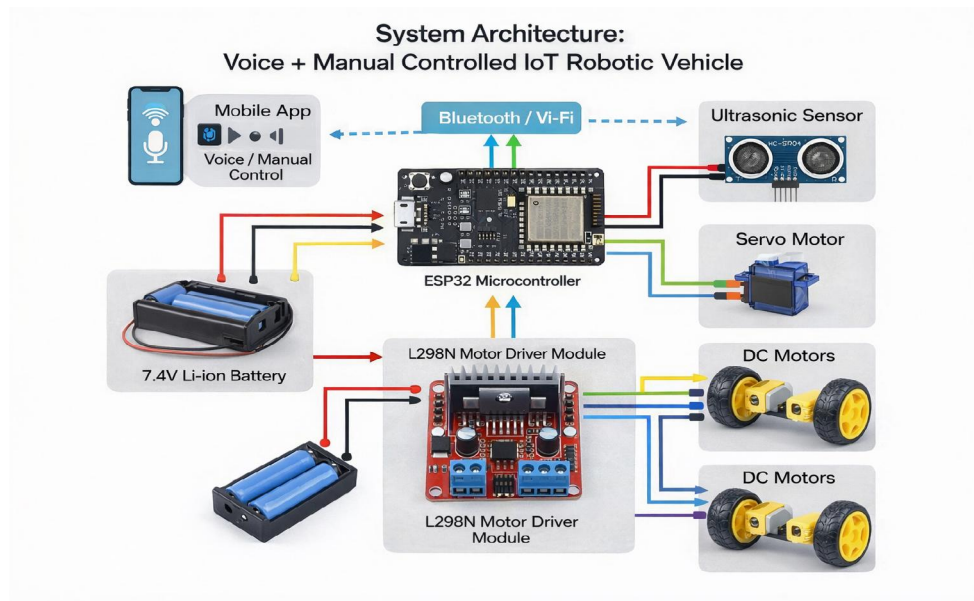 System Architecture:
Voice + Manual Controlled IoT Robotic Vehicle
Mobile App
Voice / Manual
Control
Bluetooth / Vi-Fi
Ultrasonic Sensor
HC-SR04
ESP32 Microcontroller
Servo Motor
7.4V Li-ion Battery
L298N Motor Driver Module
DC Motors
L298N Motor Driver
Module
DC Motors